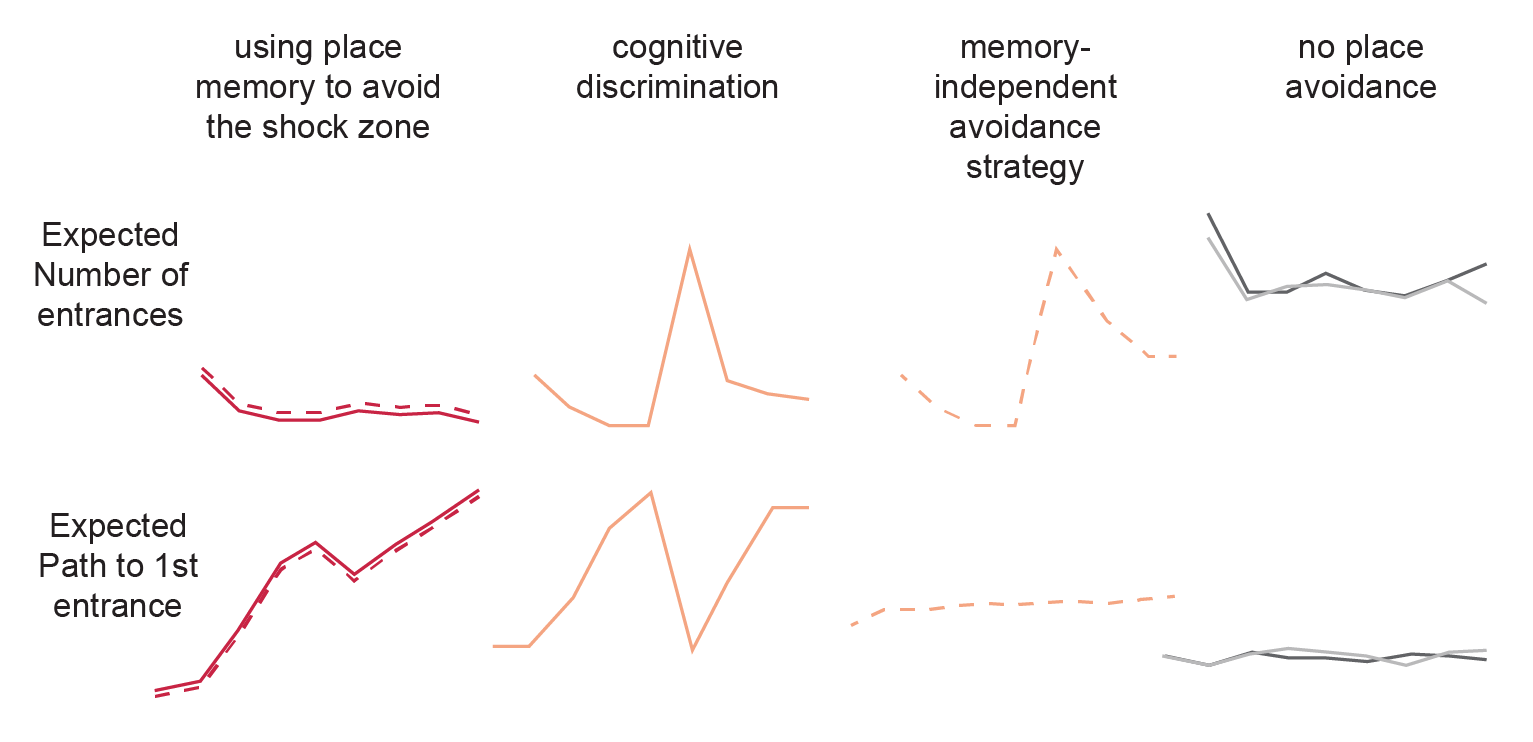 using place
memory to avoid
the shock zone
cognitive
discrimination
memory-
independent
avoidance
strategy
no place
avoidance
Expected
Number of
entrances
Expected
Path to 1st
entrance